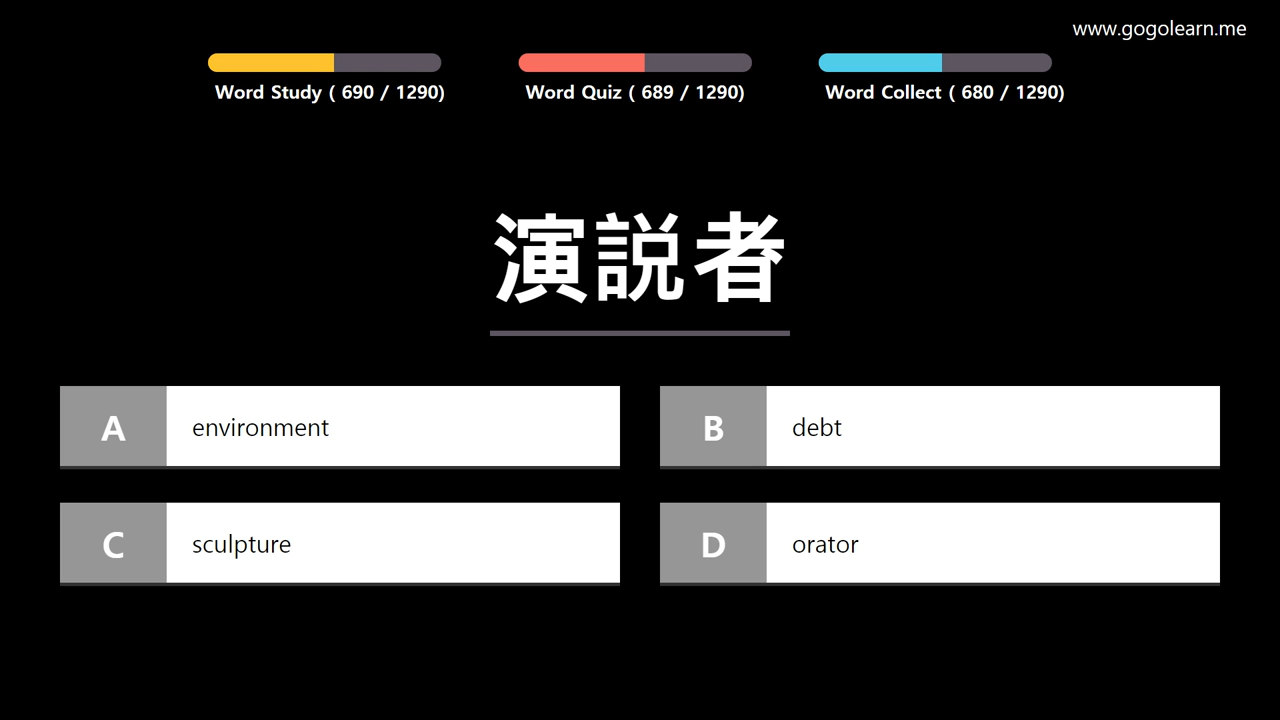 www.gogolearn.me
Word Study ( 690 / 1290)
Word Quiz ( 689 / 1290)
Word Collect ( 680 / 1290)
演説者
A environment
B debt
C sculpture
D orator